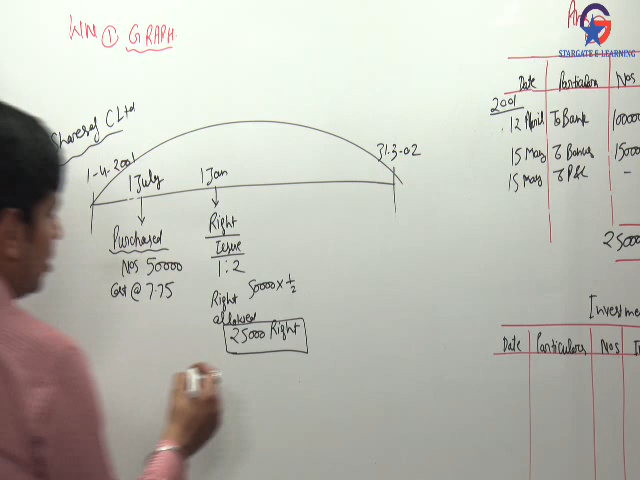 WN ① GRAPH
Shares of C Ltd
1-4-2001
31.3-02
1 July
1 Jan
Purchased
Nos 50000
Cost @ 7.75
Right
Issue
1:2
Right 50000 x 1/2
allowed
25000 Right
STARGATE E-LEARNING
Date Particulars Nos
2001
12 April To Bank 100000
15 May To Bonus 15000
15 May To P&L -
25000
Investme
Date Particulars Nos